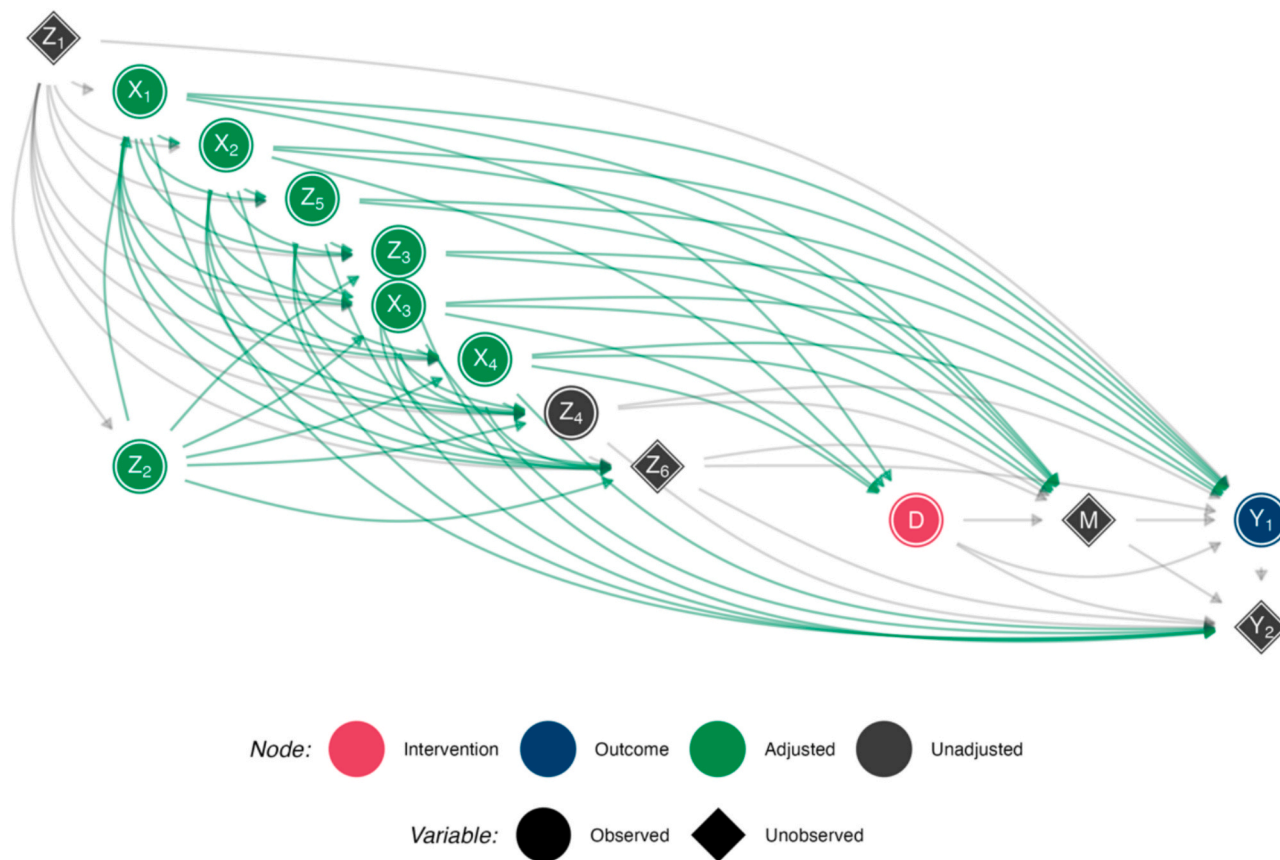 Z₁
X₁
X₂
Z₅
Z₃
X₃
X₄
Z₄
Z₂
Z₆
D
M
Y₁
Y₂
Node: Intervention Outcome Adjusted Unadjusted
Variable: Observed Unobserved